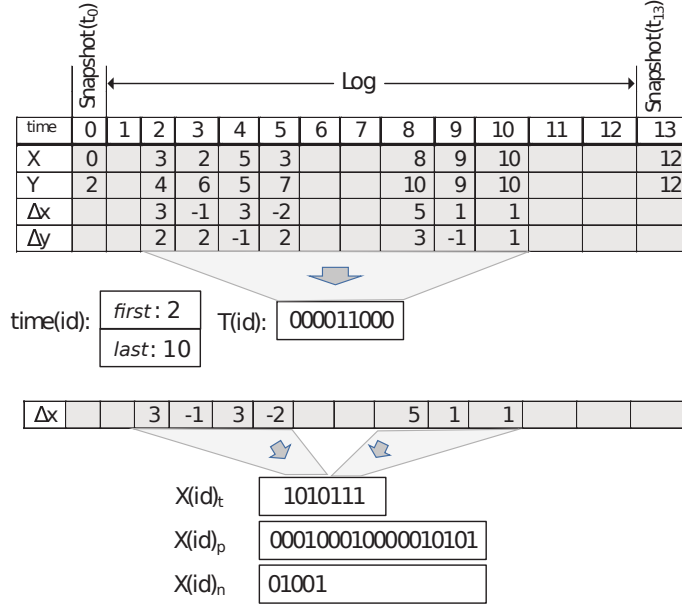 Snapshot(t0)
Snapshot(t13)
Log
time 0 1 2 3 4 5 6 7 8 9 10 11 12 13
X 0 3 2 5 3 8 9 10 12
Y 2 4 6 5 7 10 9 10 12
Δx 3 -1 3 -2 5 1 1
Δy 2 2 -1 2 3 -1 1
time(id): first: 2 T(id): 000011000
last: 10
Δx 3 -1 3 -2 5 1 1
X(id)t 1010111
X(id)p 000100010000010101
X(id)n 01001